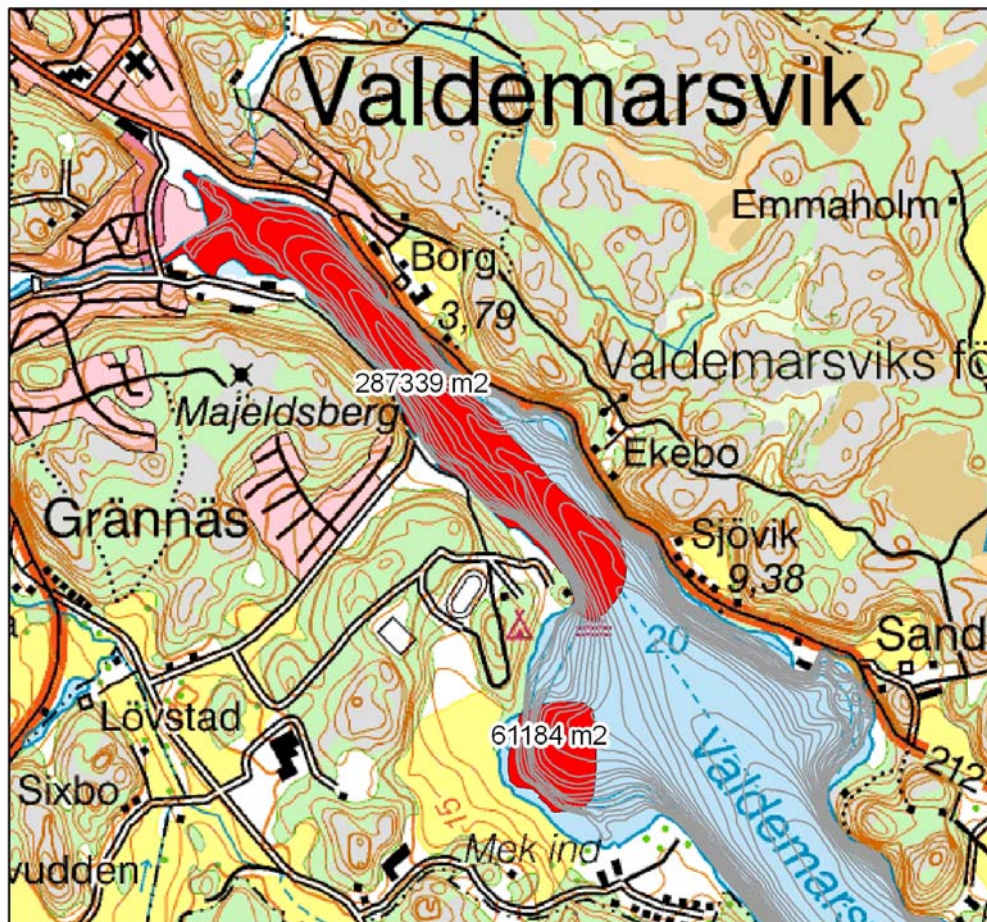 Valdemarsvik
Emmaholm
Borg
3,79
Valdemarsviks fö
287339 m2
Majeldsberg
Ekebo
Grännäs
Sjövik
9,38
a
20
Sand
Lövstad
61184 m2
Valdemars
212
Sixbo
15
Mek ind
vudden